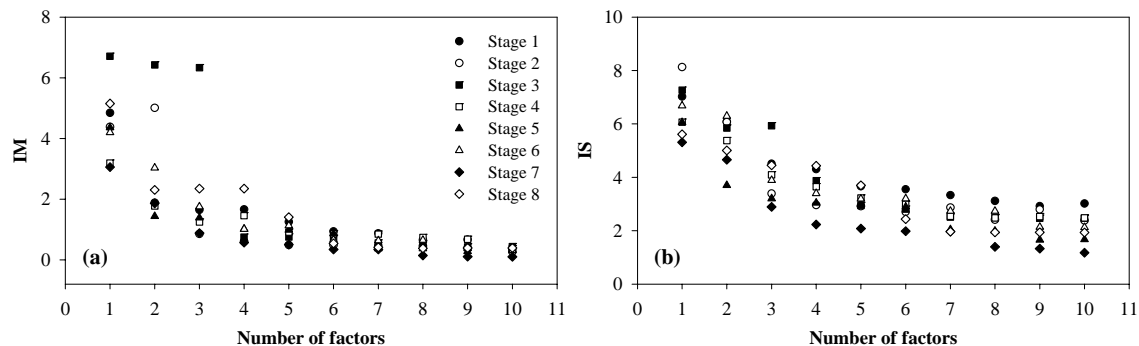 8
6
4
2
0
IM
(a)
Stage 1
Stage 2
Stage 3
Stage 4
Stage 5
Stage 6
Stage 7
Stage 8
0 1 2 3 4 5 6 7 8 9 10 11
Number of factors
10
8
6
4
2
0
IS
(b)
0 1 2 3 4 5 6 7 8 9 10 11
Number of factors